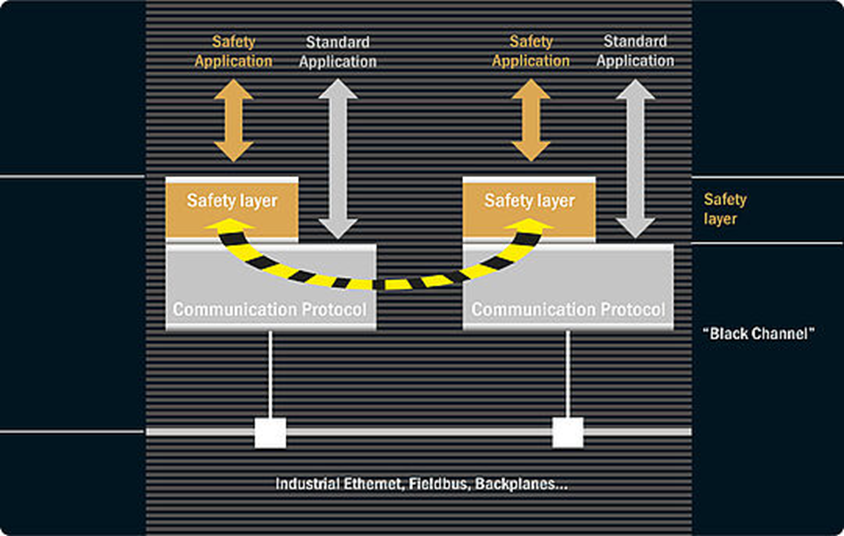 Safety
Application
Standard
Application
Safety
Application
Standard
Application
Safety layer
Safety layer
Safety
layer
Communication Protocol
Communication Protocol
“Black Channel”
Industrial Ethernet, Fieldbus, Backplanes...